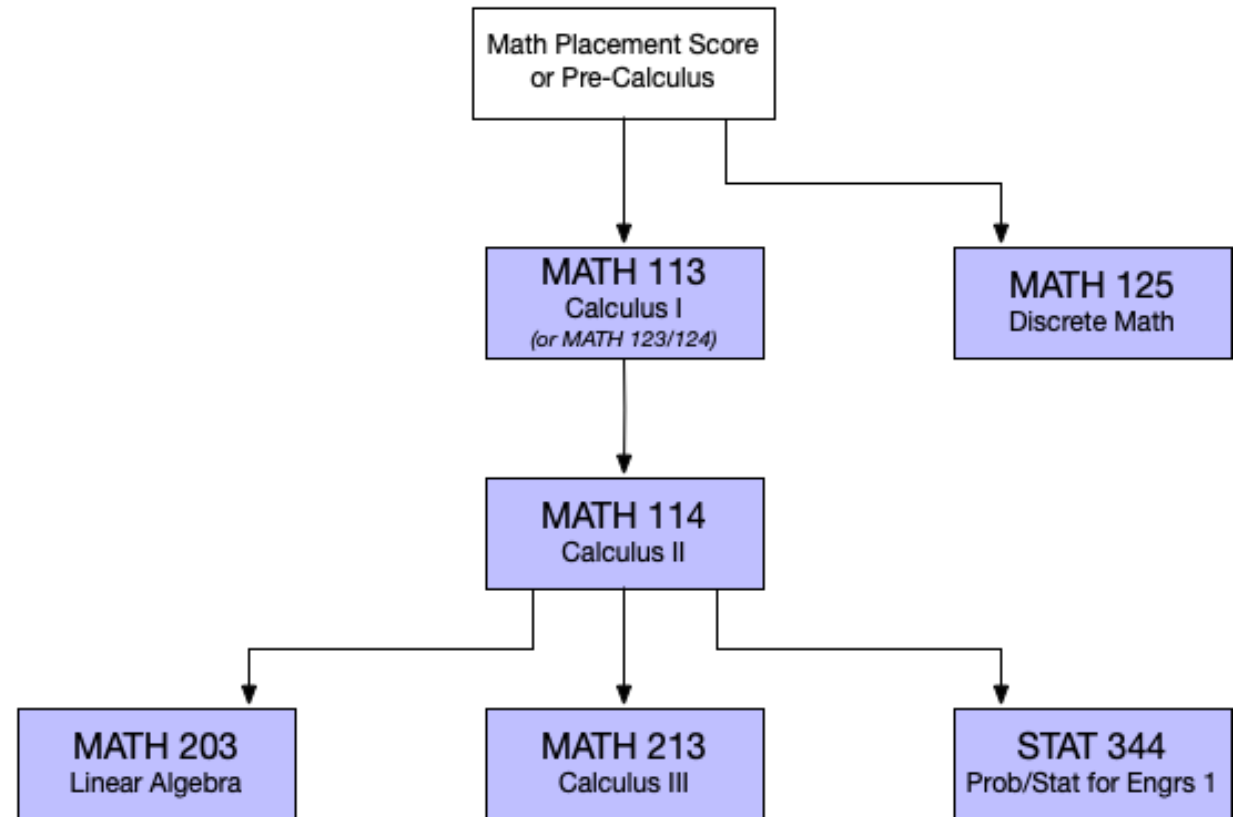 Math Placement Score
or Pre-Calculus
MATH 113
Calculus I
(or MATH 123/124)
MATH 125
Discrete Math
MATH 114
Calculus II
MATH 203
Linear Algebra
MATH 213
Calculus III
STAT 344
Prob/Stat for Engrs 1